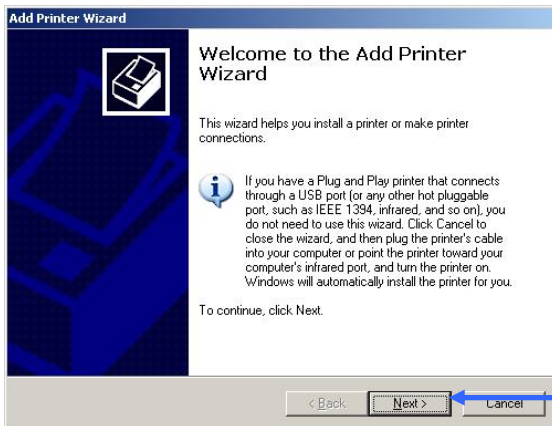 Add Printer Wizard
Welcome to the Add Printer
Wizard
This wizard helps you install a printer or make printer
connections.
If you have a Plug and Play printer that connects
through a USB port (or any other hot pluggable
port, such as IEEE 1394, infrared, and so on), you
do not need to use this wizard. Click Cancel to
close the wizard, and then plug the printer's cable
into your computer or point the printer toward your
computer's infrared port, and turn the printer on.
Windows will automatically install the printer for you.
To continue, click Next.
< Back Next > Cancel